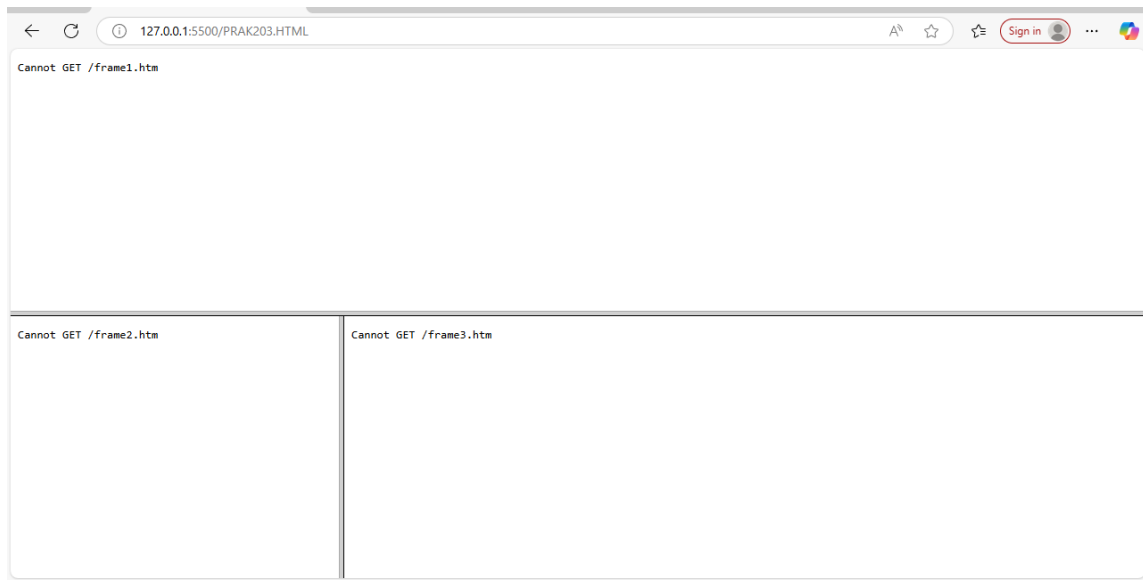 127.0.0.1:5500/PRAK203.HTML
Sign in
Cannot GET /frame1.htm
Cannot GET /frame2.htm
Cannot GET /frame3.htm